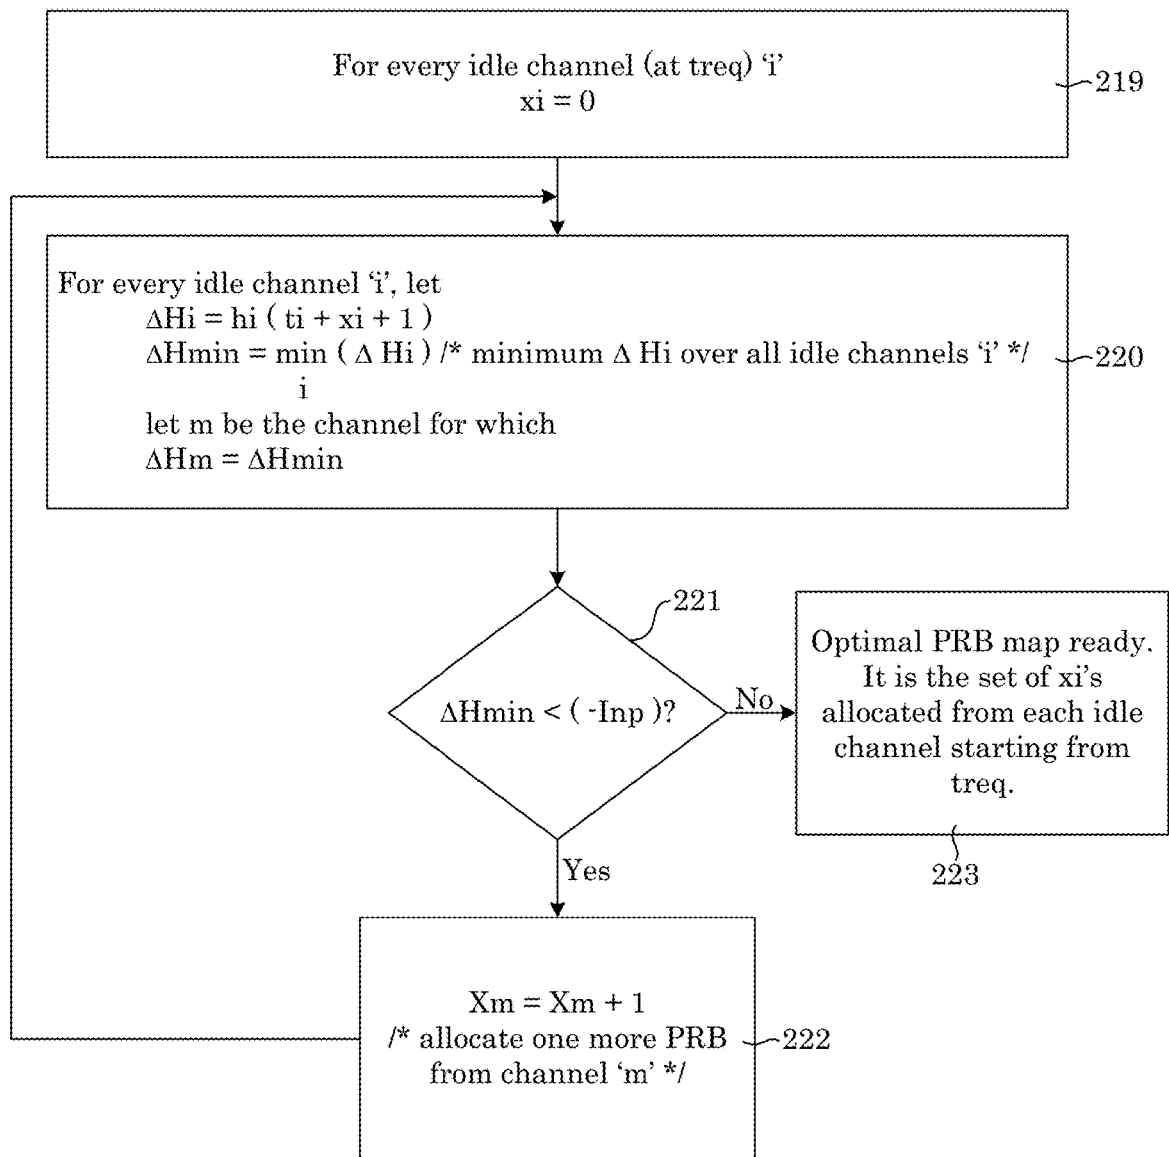 For every idle channel (at treq) ‘i’
xi = 0
219
For every idle channel ‘i’, let
ΔHi = hi ( ti + xi + 1 )
ΔHmin = min ( Δ Hi ) /* minimum Δ Hi over all idle channels ‘i’ */
i
let m be the channel for which
ΔHm = ΔHmin
220
221
ΔHmin < ( -Inp )?
No
Optimal PRB map ready.
It is the set of xi’s
allocated from each idle
channel starting from
treq.
223
Yes
Xm = Xm + 1
/* allocate one more PRB
from channel ‘m’ */
222